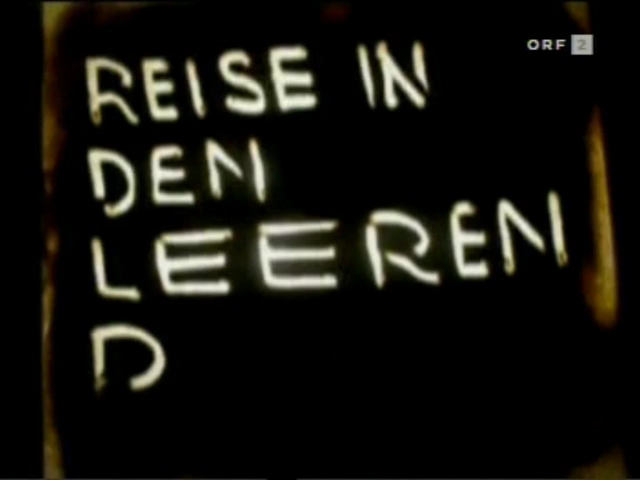 ORF 2
REISE IN
DEN
LEEREN
D